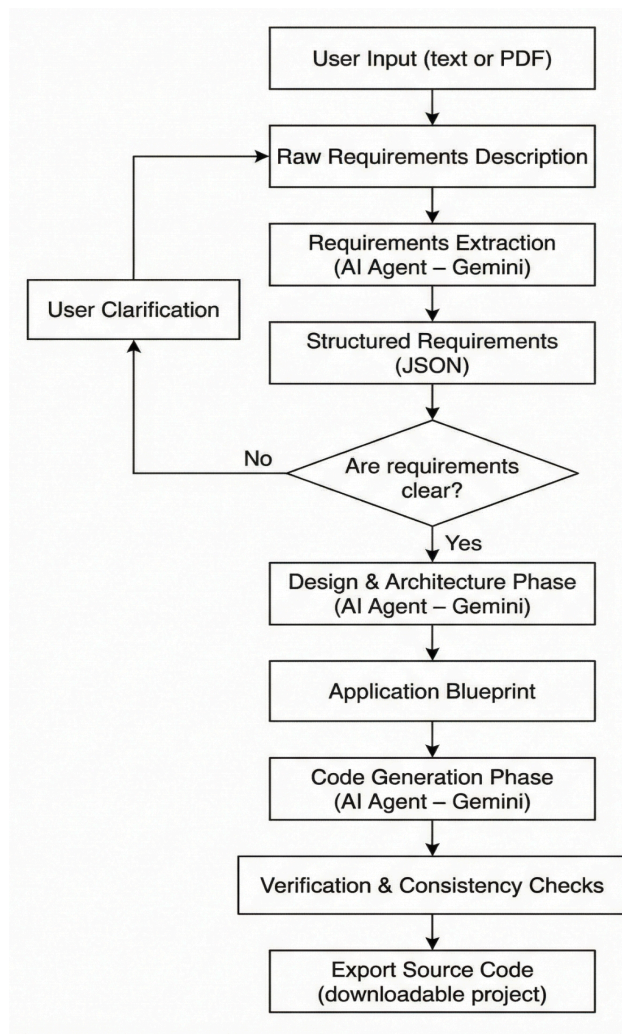 User Input (text or PDF)
Raw Requirements Description
Requirements Extraction
(AI Agent – Gemini)
User Clarification
Structured Requirements
(JSON)
No
Are requirements
clear?
Yes
Design & Architecture Phase
(AI Agent – Gemini)
Application Blueprint
Code Generation Phase
(AI Agent – Gemini)
Verification & Consistency Checks
Export Source Code
(downloadable project)